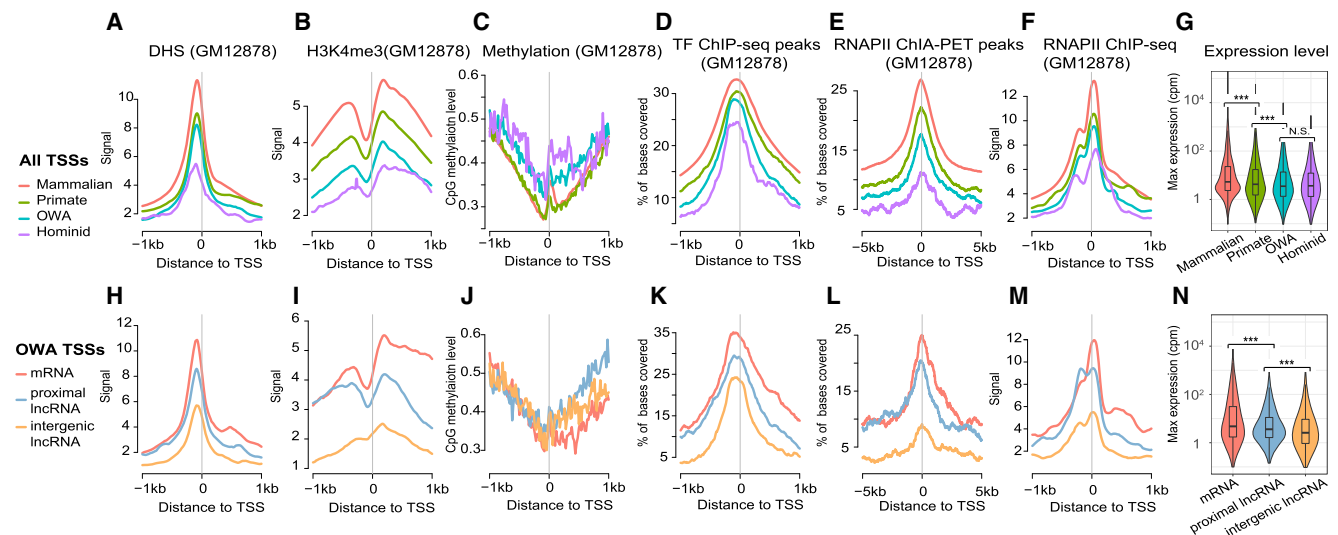 A
B
C
D
E
F
G
DHS (GM12878)
H3K4me3(GM12878)
Methylation (GM12878)
TF ChIP-seq peaks
(GM12878)
RNAPII ChIA-PET peaks
(GM12878)
RNAPII ChIP-seq
(GM12878)
Expression level
All TSSs
Mammalian
Primate
OWA
Hominid
Signal
10
8
6
4
2
−1kb 0 1kb
Distance to TSS
Signal
5
4
3
2
−1kb 0 1kb
Distance to TSS
CpG methylaiotn level
0.6
0.5
0.4
0.3
−1kb 0 1kb
Distance to TSS
% of bases covered
30
25
20
15
10
−1kb 0 1kb
Distance to TSS
% of bases covered
25
15
5
−5kb 0 5kb
Distance to TSS
Signal
12
10
8
6
4
2
−1kb 0 1kb
Distance to TSS
Max expression (cpm)
10⁴
10²
1
***
***
N.S.
Mammalian
Primate
OWA
Hominid
H
I
J
K
L
M
N
OWA TSSs
mRNA
proximal
lncRNA
intergenic
lncRNA
Signal
12
10
8
6
4
2
−1kb 0 1kb
Distance to TSS
Signal
6
5
4
3
2
1
−1kb 0 1kb
Distance to TSS
CpG methylaiotn level
0.6
0.5
0.4
0.3
−1kb 0 1kb
Distance to TSS
% of bases covered
35
25
15
5
−1kb 0 1kb
Distance to TSS
% of bases covered
25
15
5
−5kb 0 5kb
Distance to TSS
Signal
12
10
8
6
4
2
−1kb 0 1kb
Distance to TSS
Max expression (cpm)
10⁴
10²
1
***
***
mRNA
proximal lncRNA
intergenic lncRNA